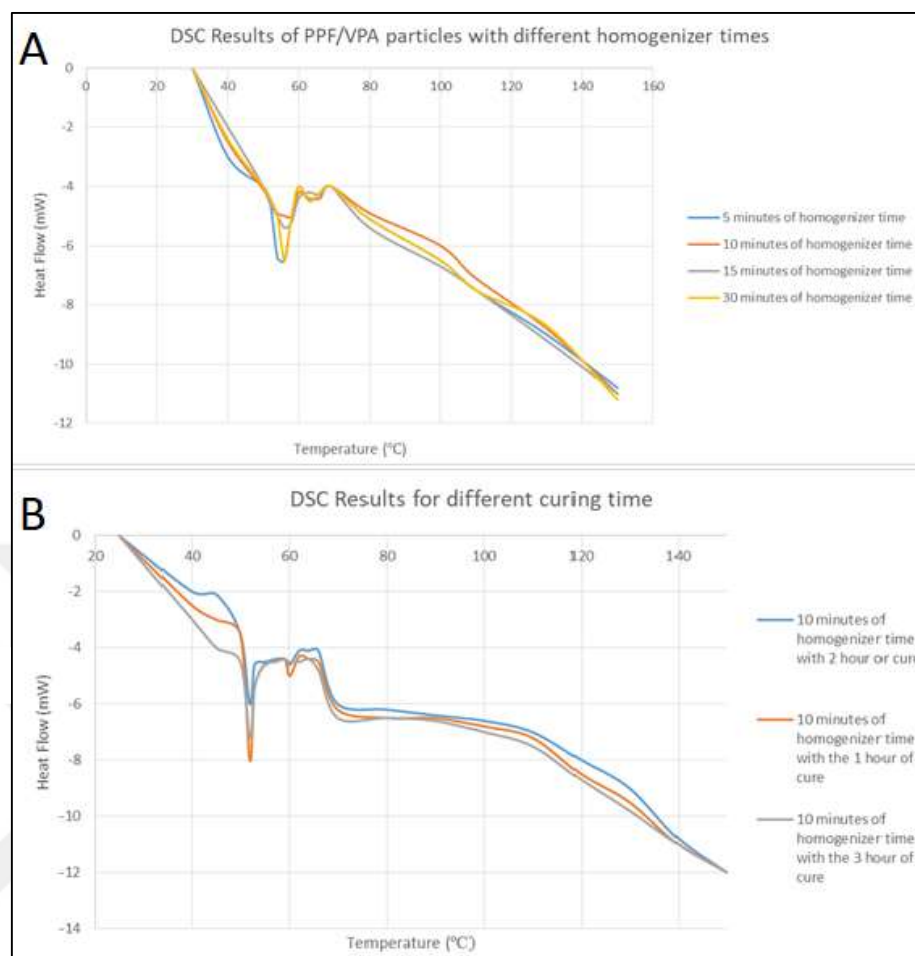 A
DSC Results of PPF/VPA particles with different homogenizer times
0
0 20 40 60 80 100 120 140 160
-2
-4
-6
-8
-10
-12
Heat Flow (mW)
Temperature (℃)
5 minutes of homogenizer time
10 minutes of homogenizer time
15 minutes of homogenizer time
30 minutes of homogenizer time
B
DSC Results for different curing time
0
20 40 60 80 100 120 140
-2
-4
-6
-8
-10
-12
-14
Heat Flow (mW)
Temperature (℃)
10 minutes of
homogenizer time
with 2 hour or cure
10 minutes of
homogenizer time
with the 1 hour of
cure
10 minutes of
homogenizer time
with the 3 hour of
cure